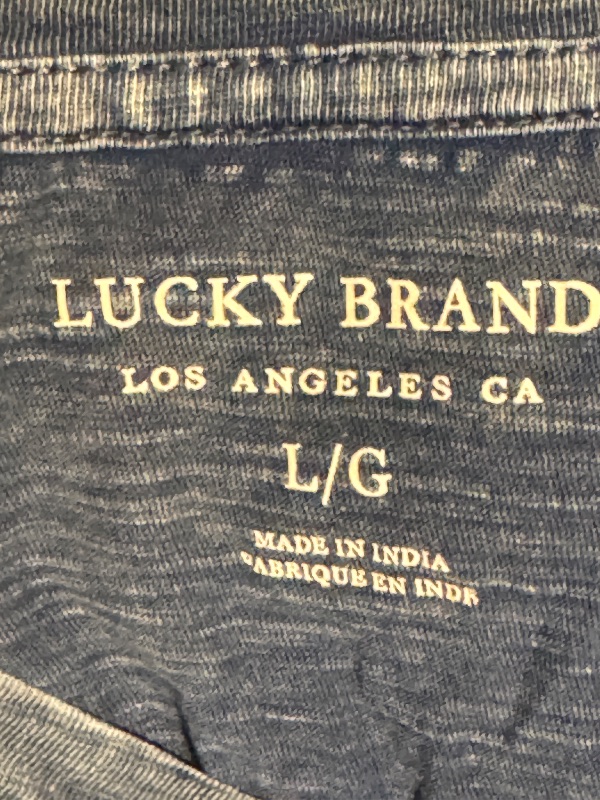 LUCKY BRAND
LOS ANGELES CA
L/G
MADE IN INDIA
FABRIQUE EN INDE